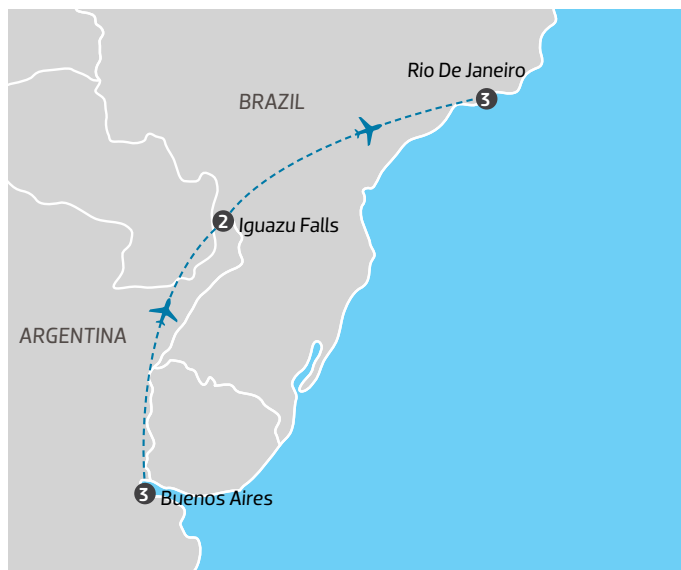 Rio De Janeiro
3
BRAZIL
2 Iguazu Falls
ARGENTINA
3 Buenos Aires